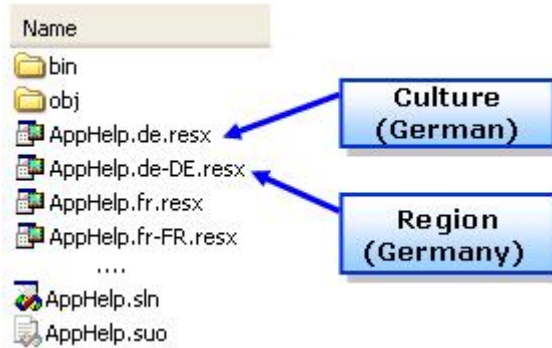 Name
bin
obj
AppHelp.de.resx
AppHelp.de-DE.resx
AppHelp.fr.resx
AppHelp.fr-FR.resx
....
AppHelp.sln
AppHelp.suo
Culture
(German)
Region
(Germany)